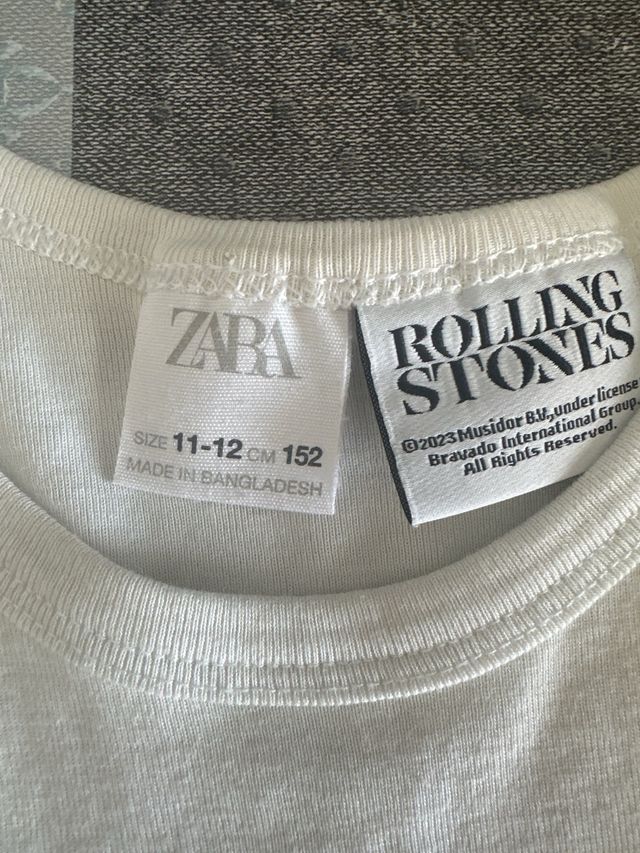 ZARA
SIZE 11-12 CM 152
MADE IN BANGLADESH
ROLLING
STONES
©2023 Musidor B.V., under license
Bravado International Group.
All Rights Reserved.